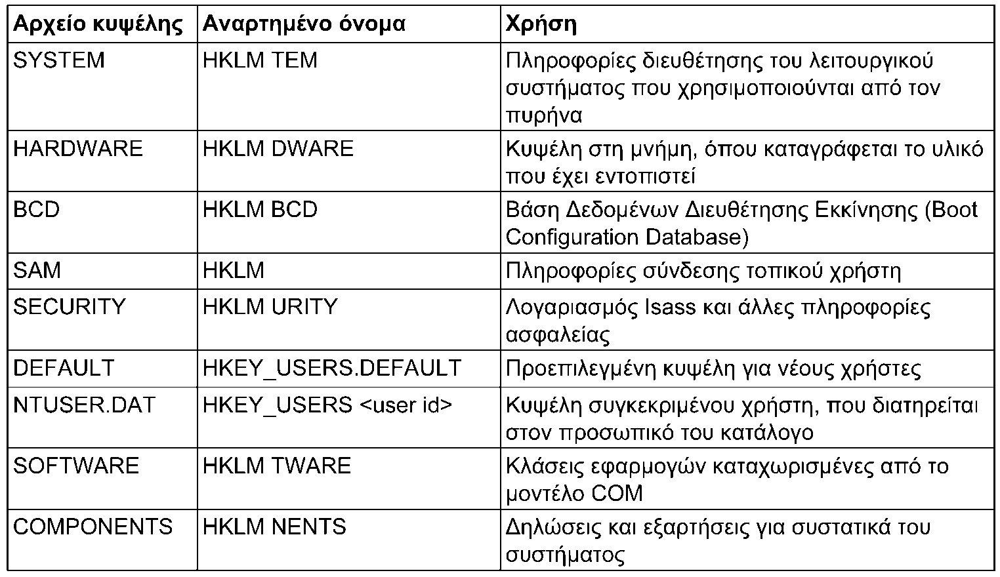 Αρχείο κυψέλης Αναρτημένο όνομα Χρήση
SYSTEM HKLM TEM Πληροφορίες διευθέτησης του λειτουργικού
συστήματος που χρησιμοποιούνται από τον
πυρήνα
HARDWARE HKLM DWARE Κυψέλη στη μνήμη, όπου καταγράφεται το υλικό
που έχει εντοπιστεί
BCD HKLM BCD Βάση Δεδομένων Διευθέτησης Εκκίνησης (Boot
Configuration Database)
SAM HKLM Πληροφορίες σύνδεσης τοπικού χρήστη
SECURITY HKLM URITY Λογαριασμός lsass και άλλες πληροφορίες
ασφαλείας
DEFAULT HKEY_USERS.DEFAULT Προεπιλεγμένη κυψέλη για νέους χρήστες
NTUSER.DAT HKEY_USERS <user id> Κυψέλη συγκεκριμένου χρήστη, που διατηρείται
στον προσωπικό του κατάλογο
SOFTWARE HKLM TWARE Κλάσεις εφαρμογών καταχωρισμένες από το
μοντέλο COM
COMPONENTS HKLM NENTS Δηλώσεις και εξαρτήσεις για συστατικά του
συστήματος